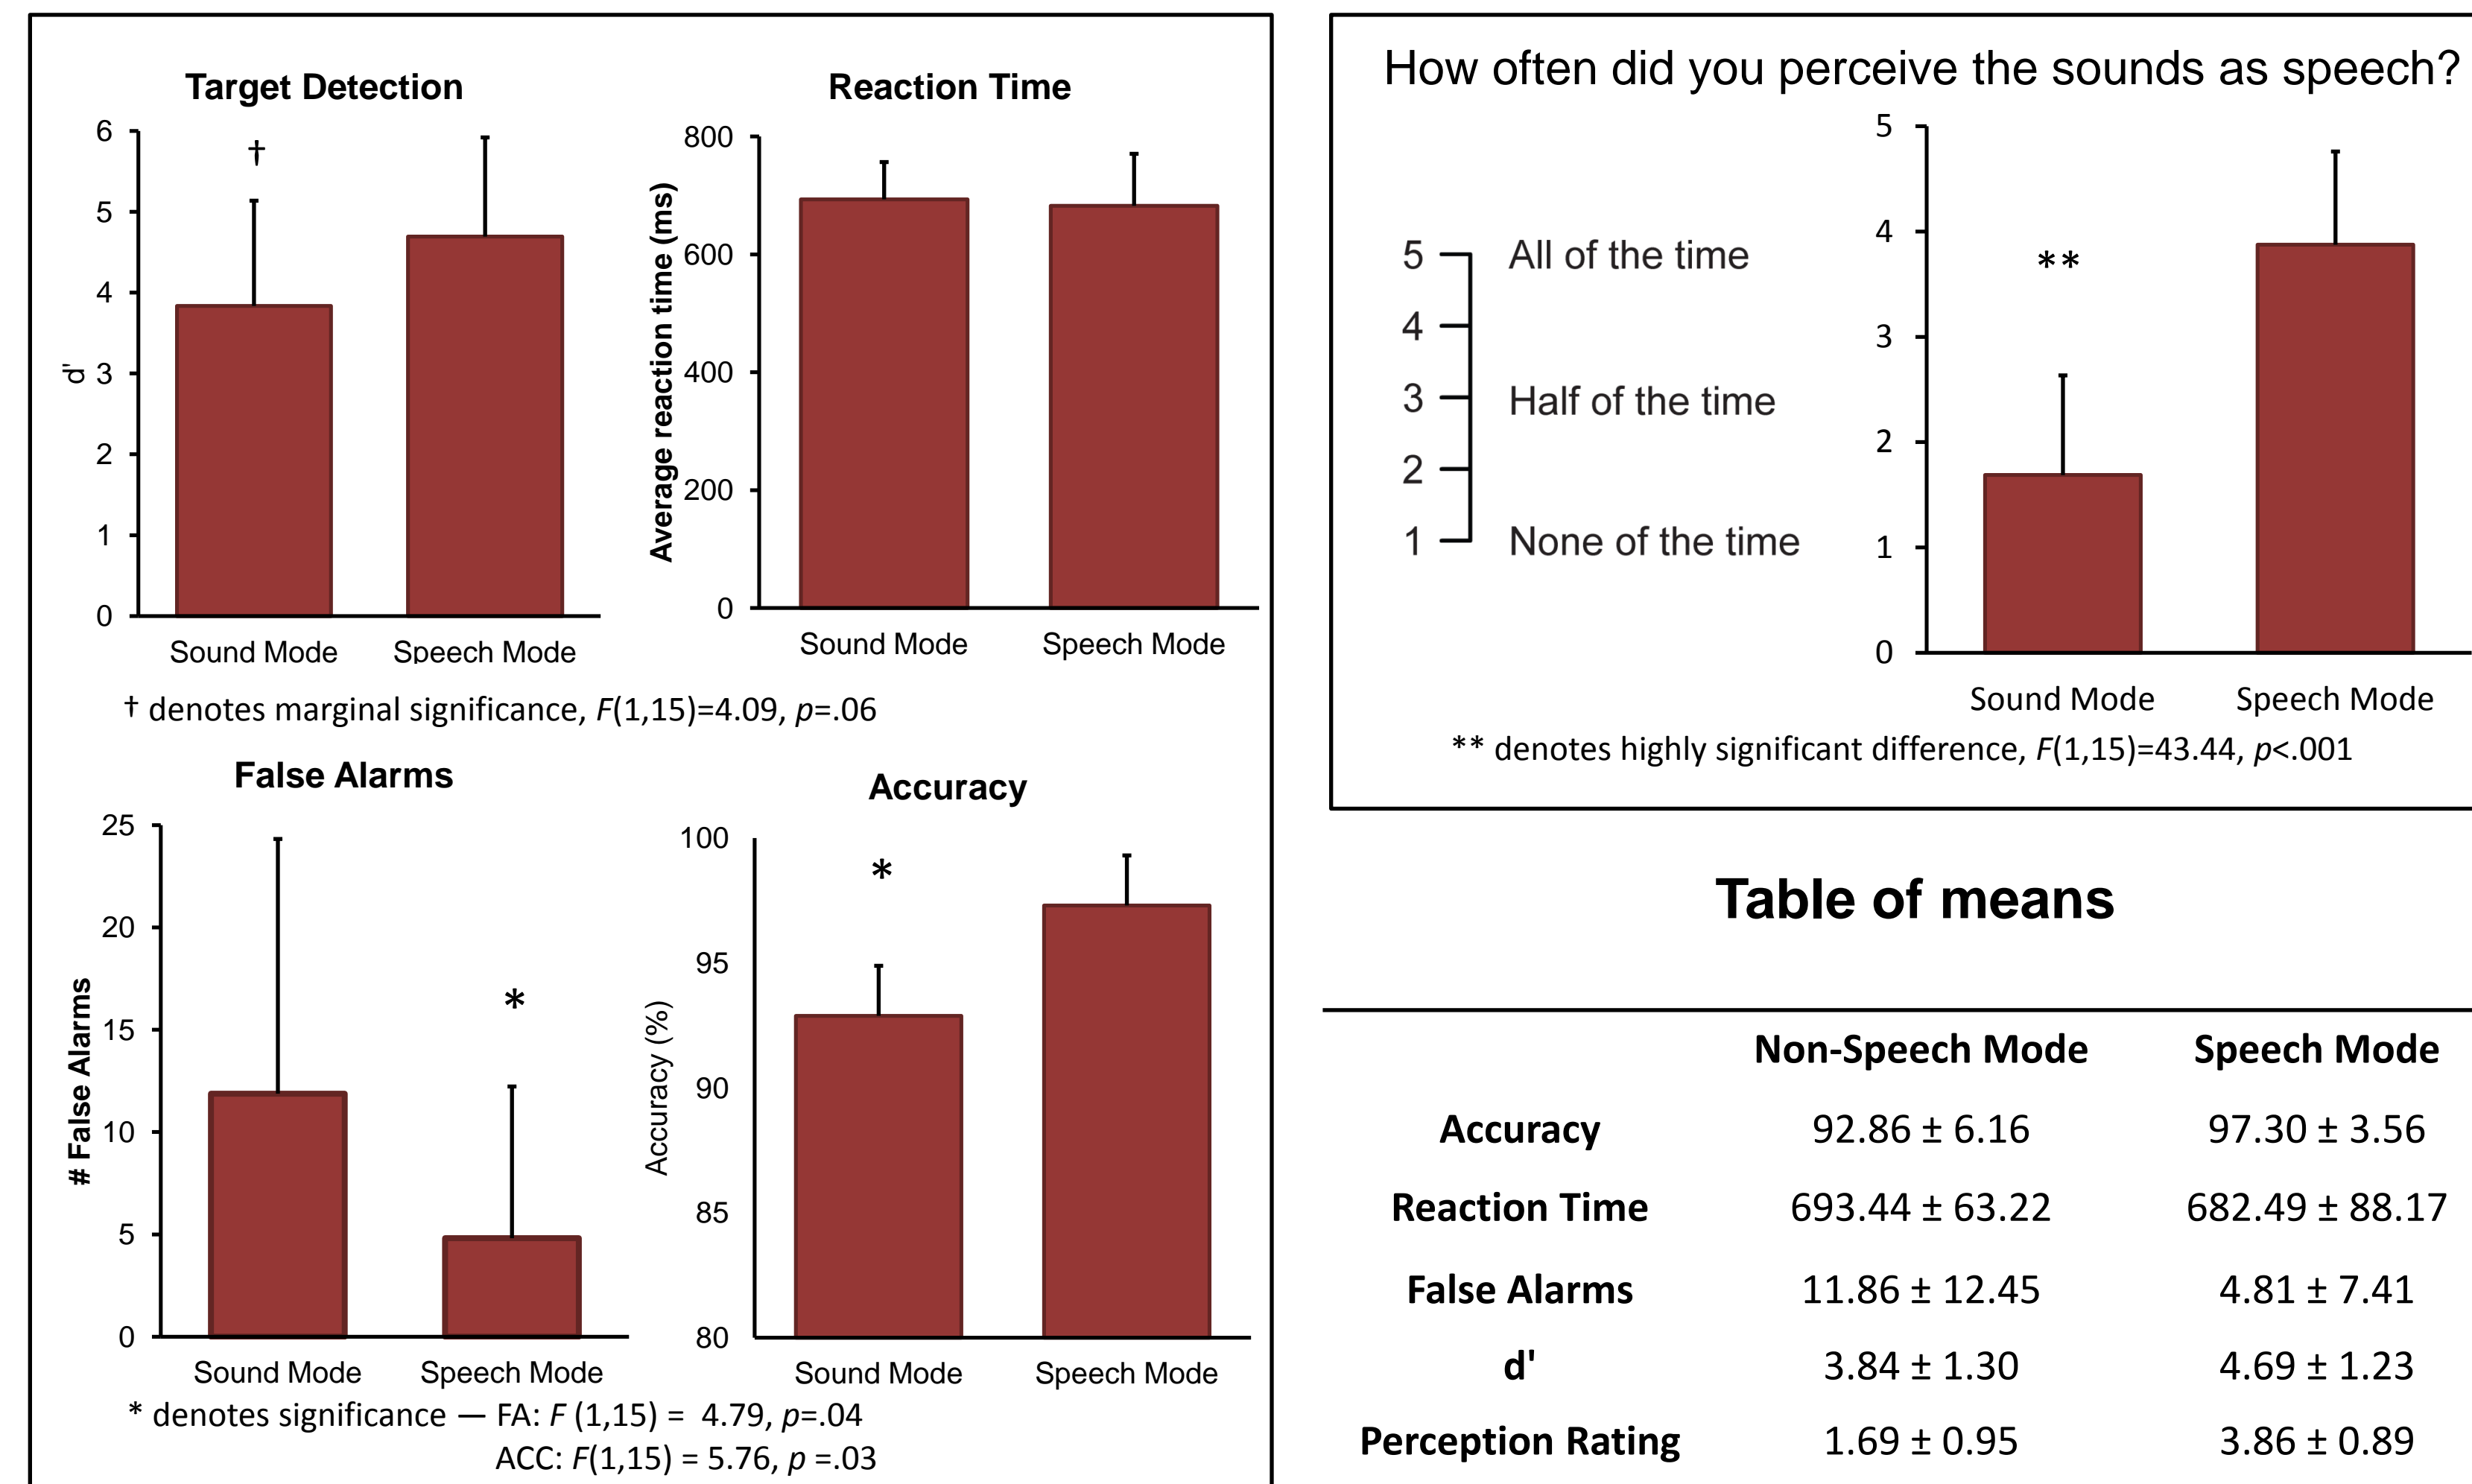 Target Detection
6
5
4
3
2
1
0
d'
†
Sound Mode Speech Mode
Reaction Time
800
600
400
200
0
Average reaction time (ms)
Sound Mode Speech Mode
† denotes marginal significance, F(1,15)=4.09, p=.06
False Alarms
25
20
15
10
5
0
# False Alarms
*
Sound Mode Speech Mode
Accuracy
100
95
90
85
80
Accuracy (%)
*
Sound Mode Speech Mode
* denotes significance — FA: F (1,15) = 4.79, p=.04
ACC: F(1,15) = 5.76, p =.03
How often did you perceive the sounds as speech?
5 All of the time
4
3 Half of the time
2
1 None of the time
5
4
3
2
1
0
**
Sound Mode Speech Mode
** denotes highly significant difference, F(1,15)=43.44, p<.001
Table of means
Non-Speech Mode Speech Mode
Accuracy 92.86 ± 6.16 97.30 ± 3.56
Reaction Time 693.44 ± 63.22 682.49 ± 88.17
False Alarms 11.86 ± 12.45 4.81 ± 7.41
d' 3.84 ± 1.30 4.69 ± 1.23
Perception Rating 1.69 ± 0.95 3.86 ± 0.89